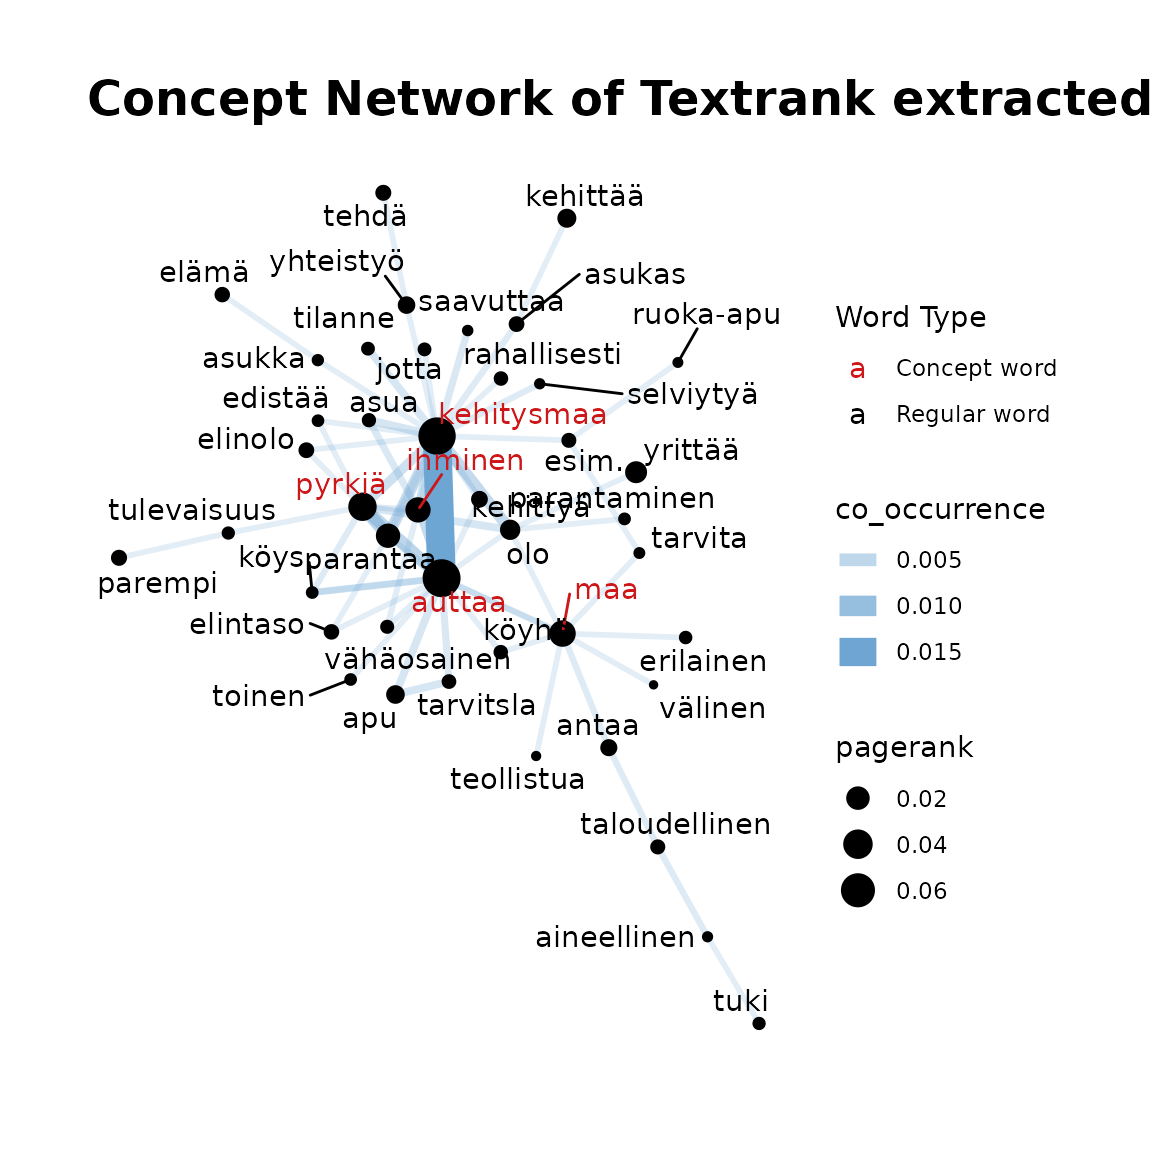 Concept Network of Textrank extracted
kehittää
tehdä
yhteistyö
elämä
asukas
saavuttaa
ruoka-apu
tilanne
rahallisesti
asukka
jotta
selviytyä
edistää
asua
kehitysmaa
elinolo
yrittää
ihminen
esim.
pyrkiä
parantaminen
kehittyä
tulevaisuus
tarvita
olo
köys
parantaa
parempi
maa
auttaa
elintaso
köyhä
vähäosainen
erilainen
toinen
tarvitsla
välinen
apu
antaa
teollistua
taloudellinen
aineellinen
tuki
Word Type
a Concept word
a Regular word
co_occurrence
0.005
0.010
0.015
pagerank
0.02
0.04
0.06